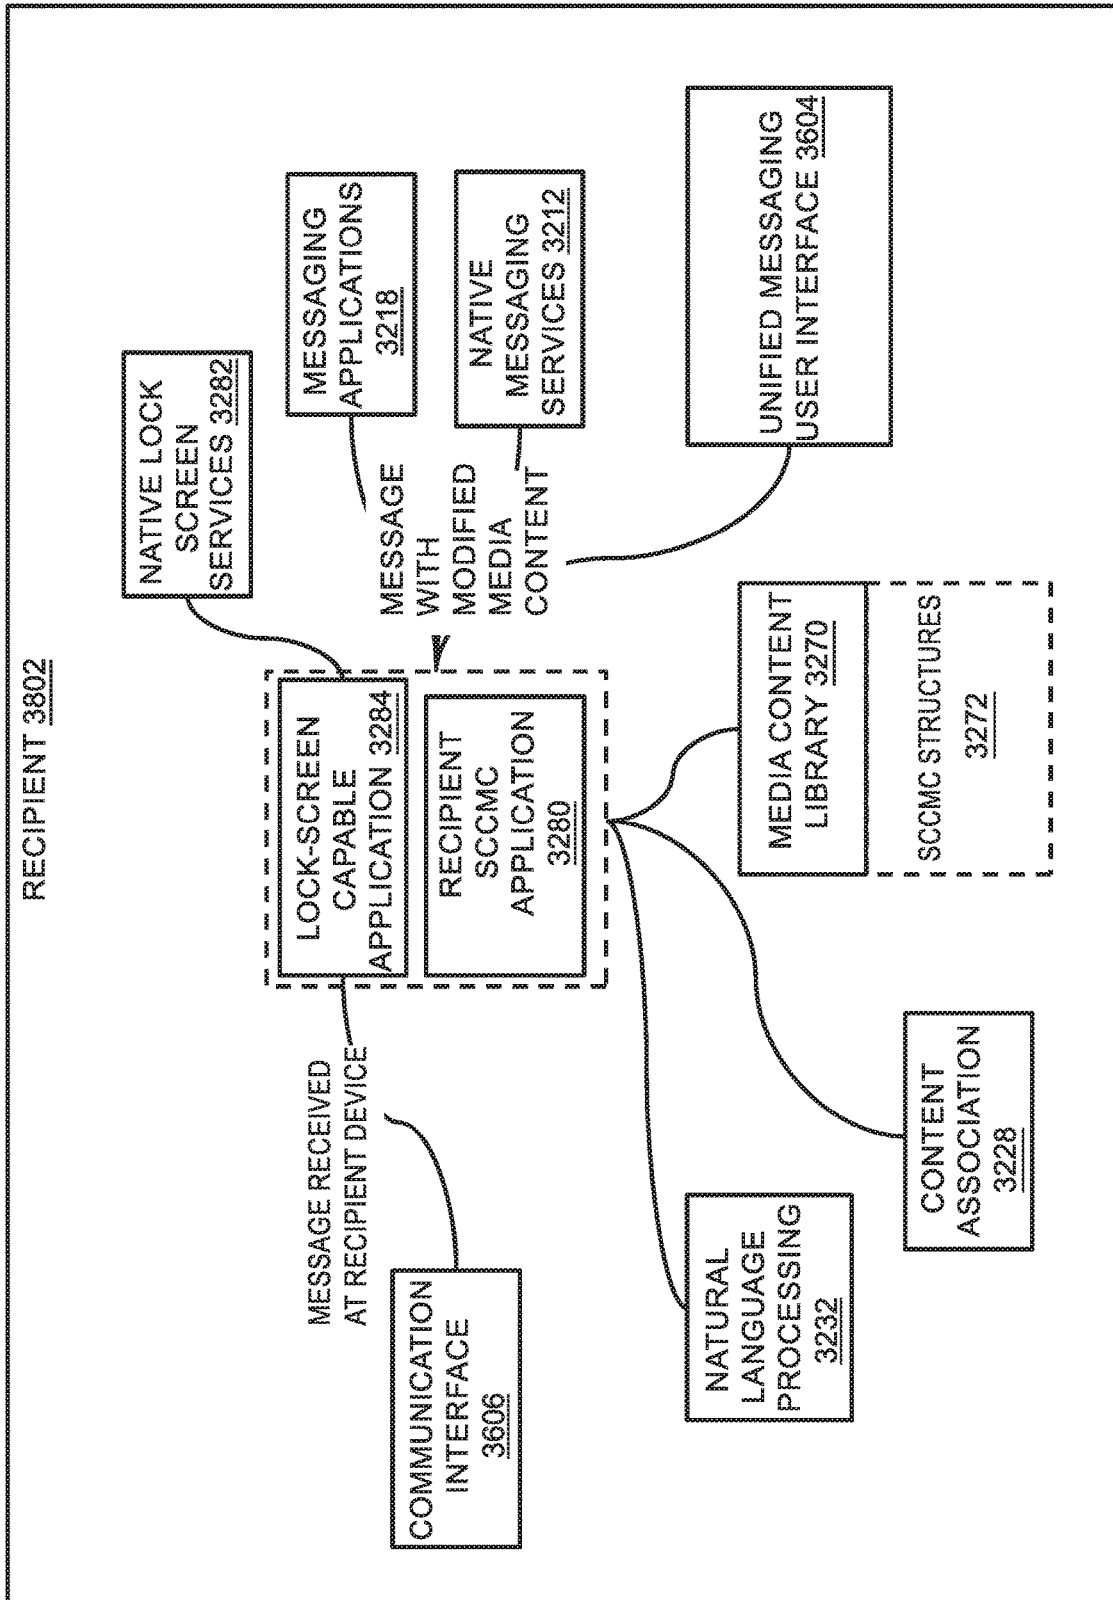 RECIPIENT 3802
NATIVE LOCK
SCREEN
SERVICES 3282
LOCK-SCREEN
CAPABLE
APPLICATION 3284
RECIPIENT
SCCMC
APPLICATION
3280
MESSAGE RECEIVED
AT RECIPIENT DEVICE
COMMUNICATION
INTERFACE
3606
MESSAGE
WITH
MODIFIED
MEDIA
CONTENT
MESSAGING
APPLICATIONS
3218
NATIVE
MESSAGING
SERVICES 3212
UNIFIED MESSAGING
USER INTERFACE 3604
NATURAL
LANGUAGE
PROCESSING
3232
CONTENT
ASSOCIATION
3228
MEDIA CONTENT
LIBRARY 3270
SCCMC STRUCTURES
3272